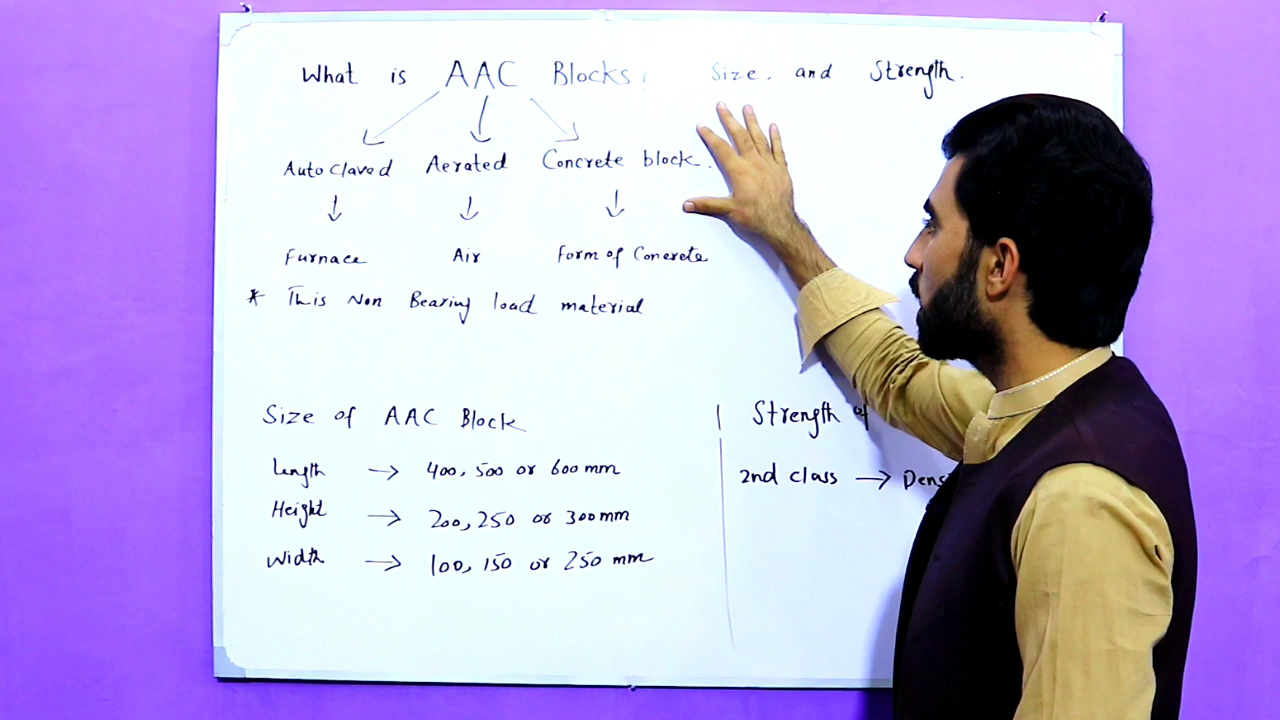 What is AAC Blocks, Size, and Strength.
Autoclaved Aerated Concrete block.
Furnace Air Form of Concrete
* This Non Bearing load material
Size of AAC Block
Length → 400, 500 or 600 mm
Height → 200, 250 or 300 mm
Width → 100, 150 or 250 mm
Strength of
2nd class → Dens